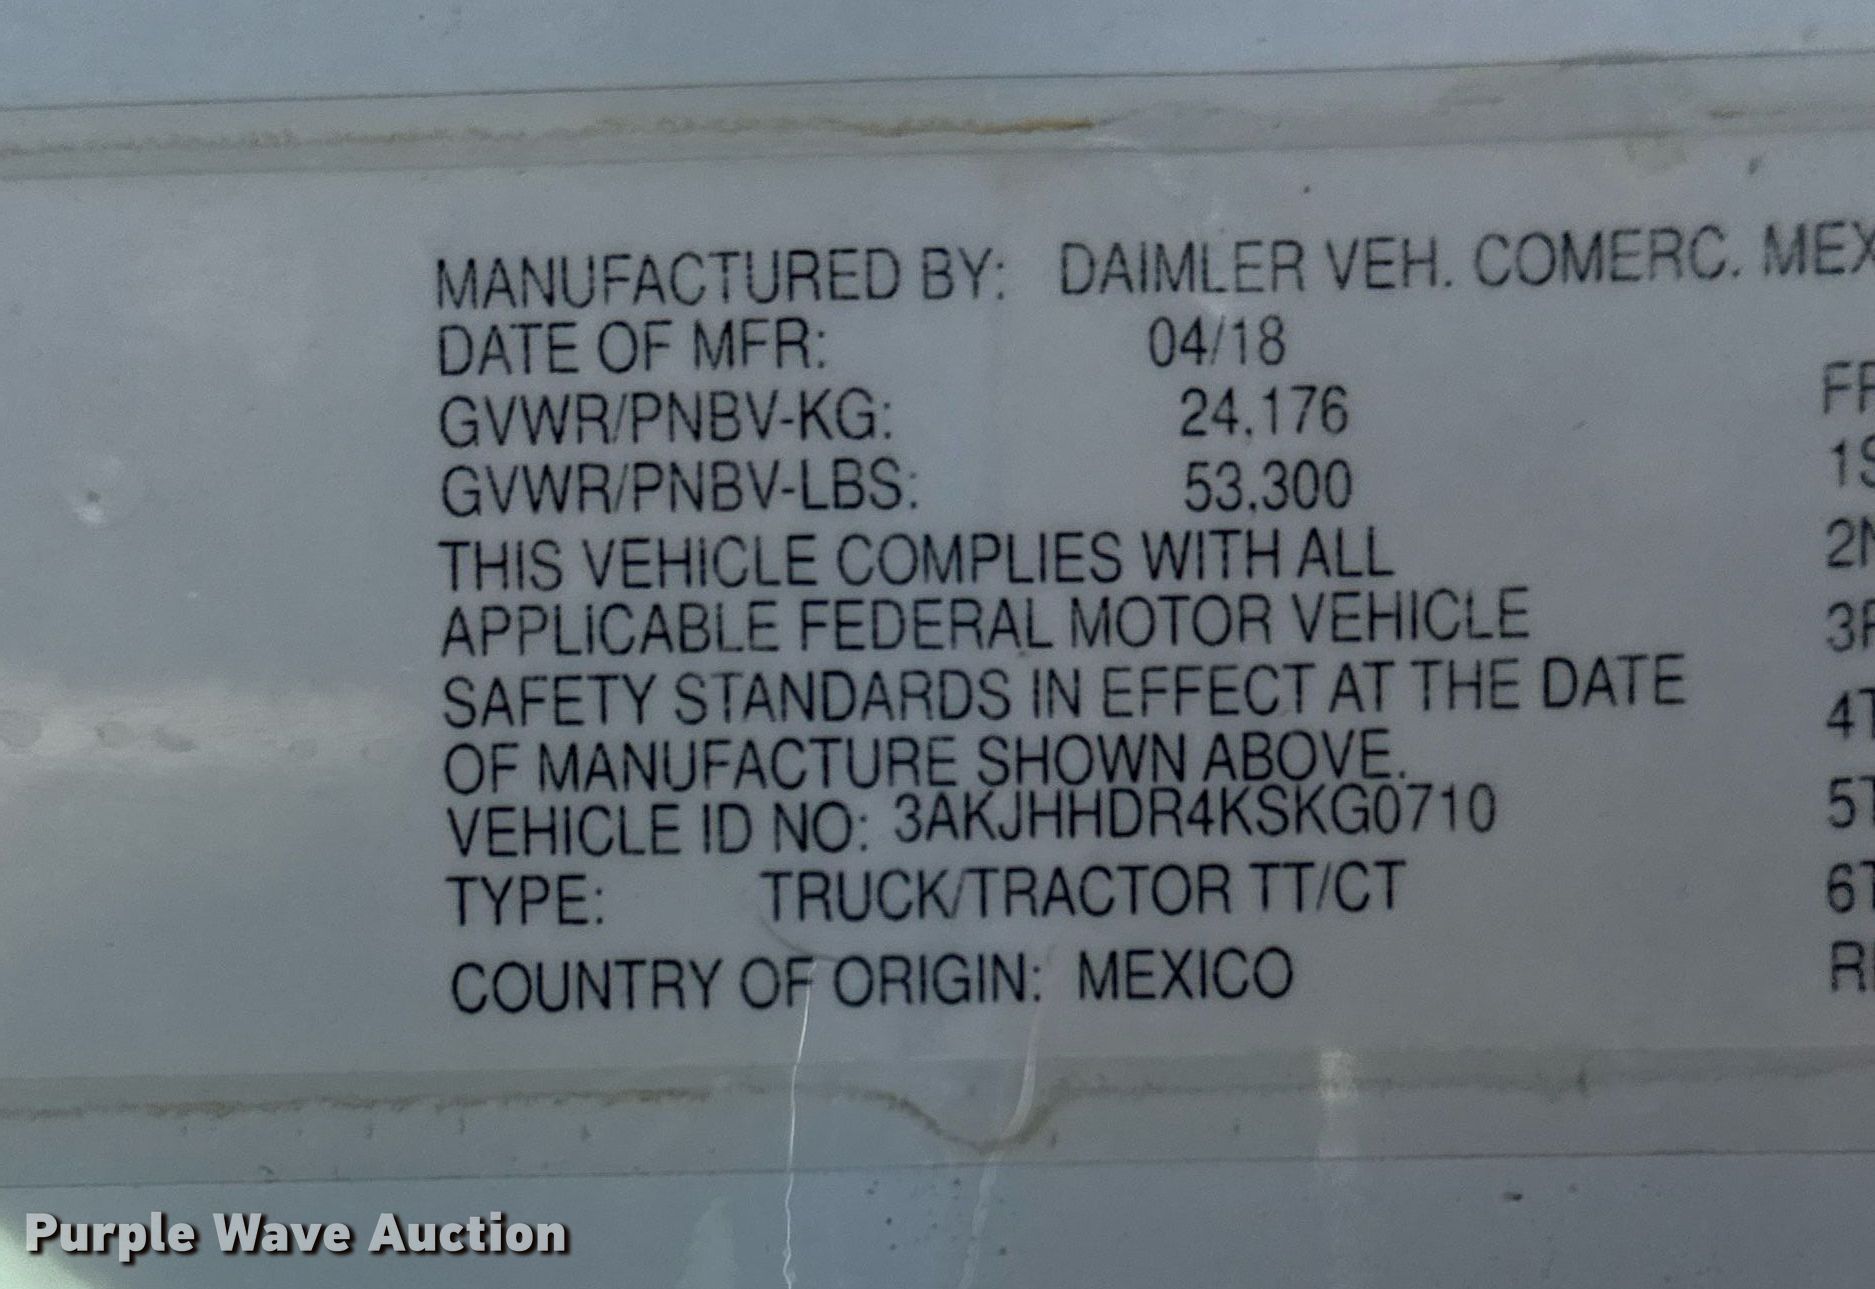 MANUFACTURED BY: DAIMLER VEH. COMERC. MEX
DATE OF MFR: 04/18
GVWR/PNBV-KG: 24,176
GVWR/PNBV-LBS: 53,300
THIS VEHICLE COMPLIES WITH ALL
APPLICABLE FEDERAL MOTOR VEHICLE
SAFETY STANDARDS IN EFFECT AT THE DATE
OF MANUFACTURE SHOWN ABOVE.
VEHICLE ID NO: 3AKJHHDR4KSKG0710
TYPE: TRUCK/TRACTOR TT/CT
COUNTRY OF ORIGIN: MEXICO
Purple Wave Auction